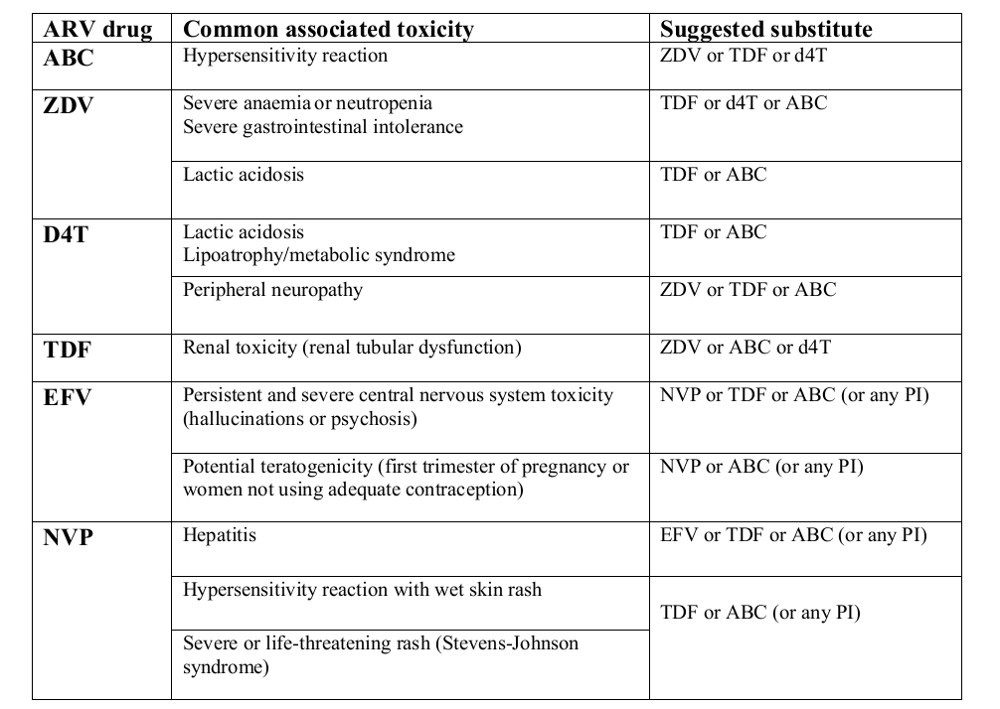 ARV drug Common associated toxicity Suggested substitute
ABC Hypersensitivity reaction ZDV or TDF or d4T
ZDV Severe anaemia or neutropenia TDF or d4T or ABC
Severe gastrointestinal intolerance
Lactic acidosis TDF or ABC
D4T Lactic acidosis TDF or ABC
Lipoatrophy/metabolic syndrome
Peripheral neuropathy ZDV or TDF or ABC
TDF Renal toxicity (renal tubular dysfunction) ZDV or ABC or d4T
EFV Persistent and severe central nervous system toxicity NVP or TDF or ABC (or any PI)
(hallucinations or psychosis)
Potential teratogenicity (first trimester of pregnancy or NVP or ABC (or any PI)
women not using adequate contraception)
NVP Hepatitis EFV or TDF or ABC (or any PI)
Hypersensitivity reaction with wet skin rash
TDF or ABC (or any PI)
Severe or life-threatening rash (Stevens-Johnson
syndrome)